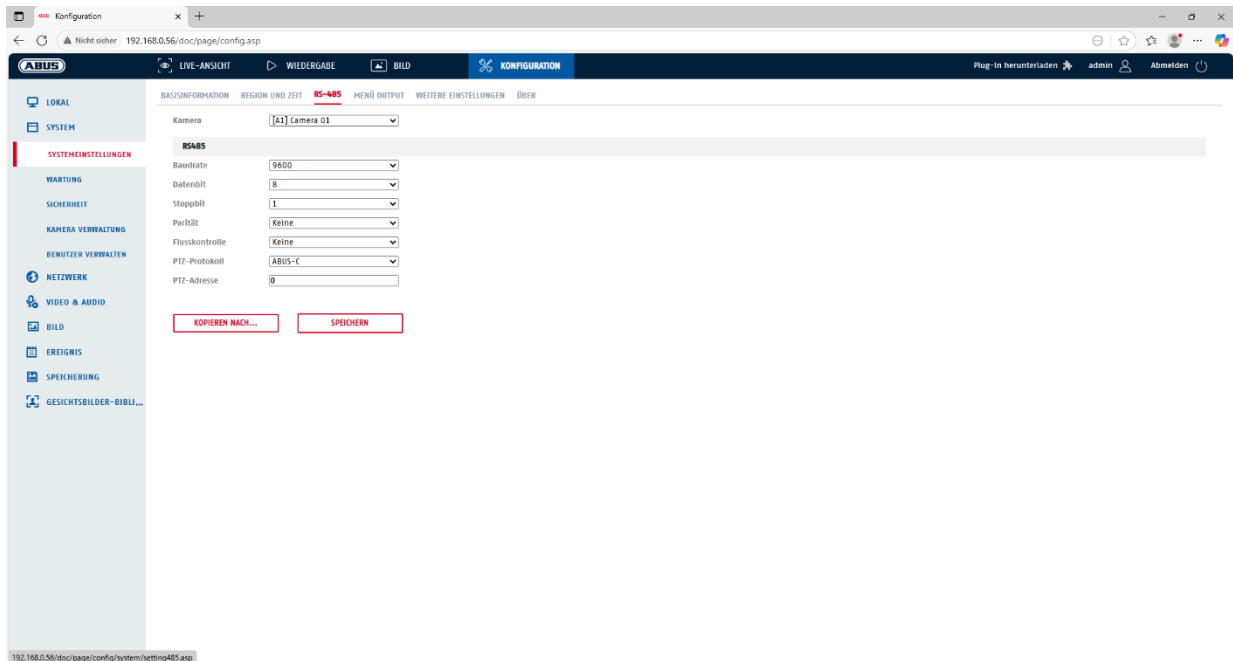 Konfiguration
Nicht sicher 192.168.0.56/doc/page/config.asp
ABUS LIVE-ANSICHT WIEDERGABE BILD KONFIGURATION Plug-In herunterladen admin Abmelden
BASISINFORMATION REGION UND ZEIT RS-485 MENÜ OUTPUT WEITERE EINSTELLUNGEN ÜBER
LOKAL
SYSTEM
SYSTEMEINSTELLUNGEN
WARTUNG
SICHERHEIT
KAMERA VERWALTUNG
BENUTZER VERWALTEN
NETZWERK
VIDEO & AUDIO
BILD
EREIGNIS
SPEICHERUNG
GESICHTSBILDER-BIBLI...
Kamera [A1] Camera 01
RS485
Baudrate 9600
Datenbit 8
Stoppbit 1
Parität Keine
Flusskontrolle Keine
PTZ-Protokoll ABUS-C
PTZ-Adresse 0
KOPIEREN NACH... SPEICHERN
192.168.0.56/doc/page/config/system/setting485.asp